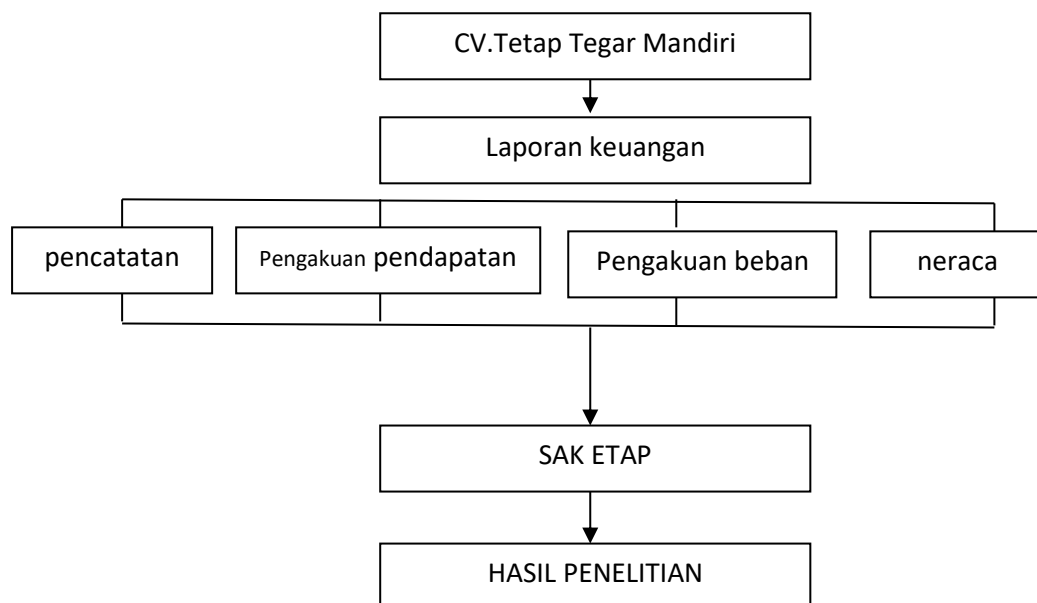 CV.Tetap Tegar Mandiri
Laporan keuangan
pencatatan
Pengakuan pendapatan
Pengakuan beban
neraca
SAK ETAP
HASIL PENELITIAN